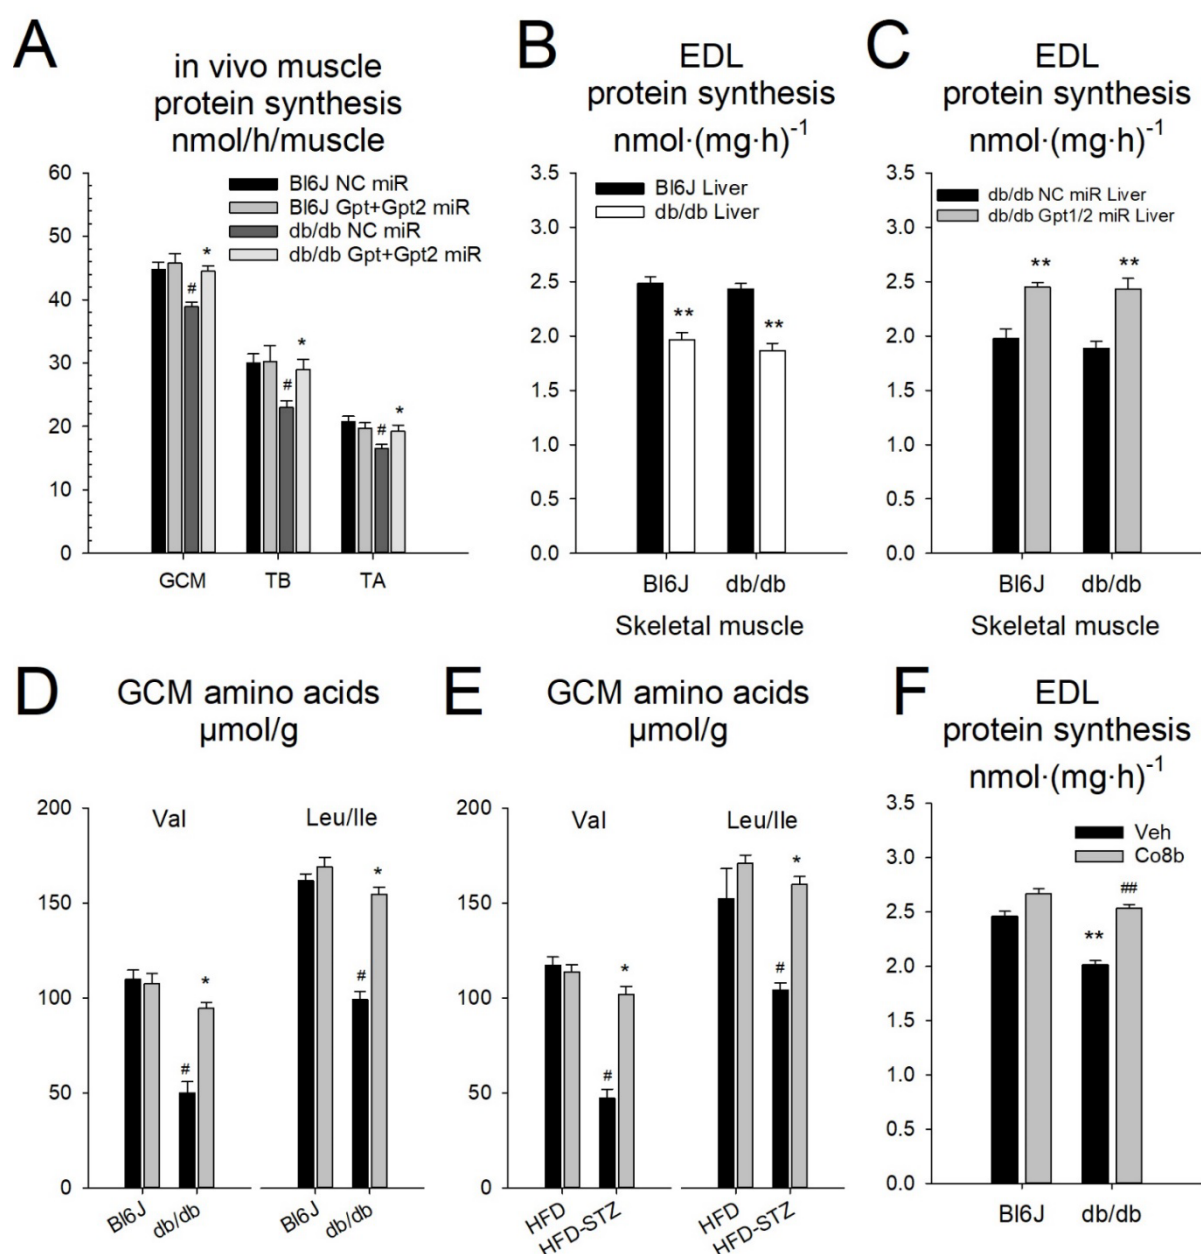 A
in vivo muscle
protein synthesis
nmol/h/muscle
60
50
40
30
20
10
0
Bl6J NC miR
Bl6J Gpt+Gpt2 miR
db/db NC miR
db/db Gpt+Gpt2 miR
# *
# *
# *
GCM TB TA
B
EDL
protein synthesis
nmol·(mg·h)⁻¹
3.5
3.0
2.5
2.0
1.5
1.0
0.5
0.0
Bl6J Liver
db/db Liver
** **
Bl6J db/db
Skeletal muscle
C
EDL
protein synthesis
nmol·(mg·h)⁻¹
3.5
3.0
2.5
2.0
1.5
1.0
0.5
0.0
db/db NC miR Liver
db/db Gpt1/2 miR Liver
** **
Bl6J db/db
Skeletal muscle
D
GCM amino acids
µmol/g
200
150
100
50
0
Val Leu/Ile
# *
# *
Bl6J db/db Bl6J db/db
E
GCM amino acids
µmol/g
200
150
100
50
0
Val Leu/Ile
# *
# *
HFD HFD-STZ HFD HFD-STZ
F
EDL
protein synthesis
nmol·(mg·h)⁻¹
3.5
3.0
2.5
2.0
1.5
1.0
0.5
0.0
Veh
Co8b
** ##
Bl6J db/db